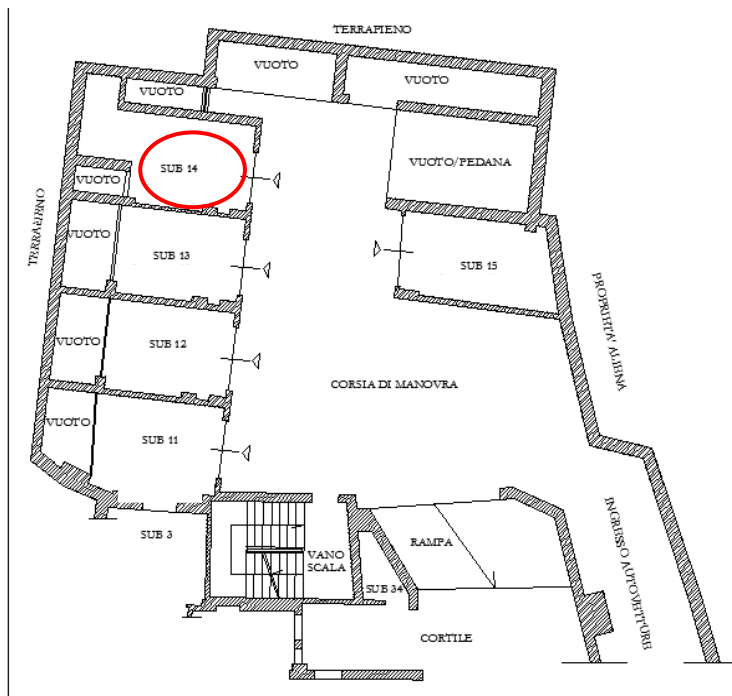 TERRAPIENO
VUOTO
VUOTO
VUOTO
VUOTO/PEDANA
SUB 14
VUOTO
TERRAPIENO
VUOTO
SUB 13
SUB 15
PROPRIETA' ALIENA
VUOTO
SUB 12
CORSIA DI MANOVRA
VUOTO
SUB 11
INGRESSO AUTOVETTURE
SUB 3
VANO
SCALA
RAMPA
SUB 34
CORTILE